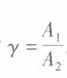 γ = A₁/A₂